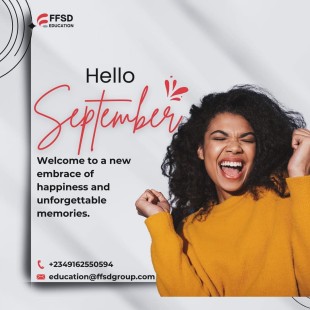 FFSD
EDUCATION
Hello
September
Welcome to a new
embrace of
happiness and
unforgettable
memories.
+2349162550594
education@ffsdgroup.com